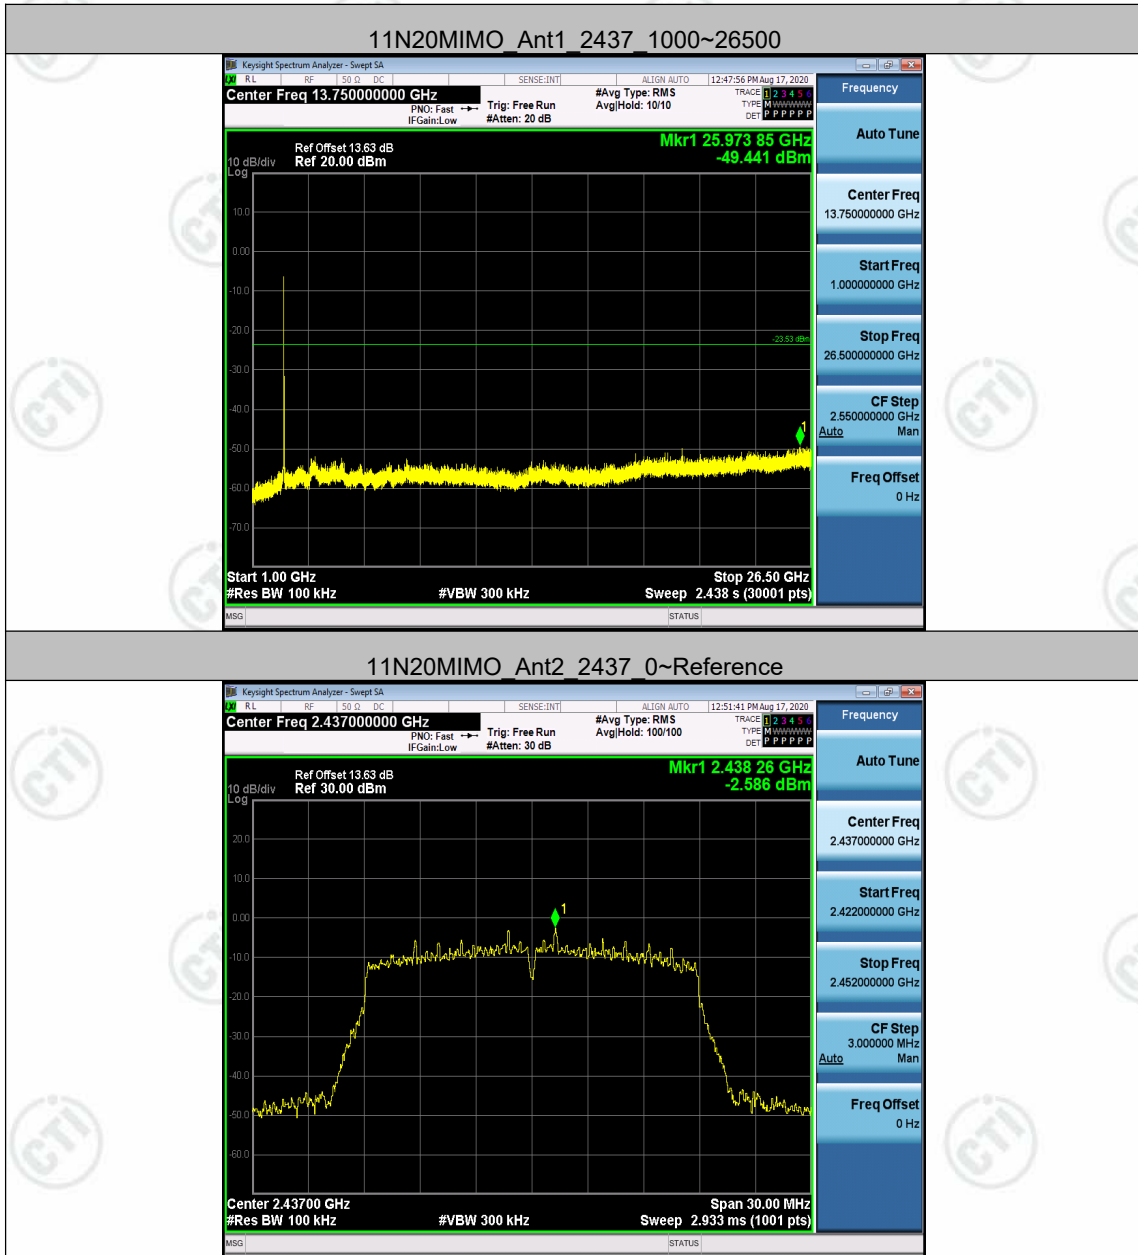 11N20MIMO_Ant1_2437_1000~26500
Keysight Spectrum Analyzer - Swept SA
LXI RL RF 50 Ω DC SENSE:INT ALIGN AUTO 12:47:56 PM Aug 17, 2020
Center Freq 13.750000000 GHz
PNO: Fast
IFGain:Low
Trig: Free Run
#Atten: 20 dB
#Avg Type: RMS
Avg|Hold: 10/10
TRACE 1 2 3 4 5 6
TYPE M WWWWW
DET P P P P P P
Frequency
Mkr1 25.973 85 GHz
-49.441 dBm
Ref Offset 13.63 dB
10 dB/div Ref 20.00 dBm
Log
10.0
0.00
-10.0
-20.0
-23.53 dBm
-30.0
-40.0
1
-50.0
-60.0
-70.0
Start 1.00 GHz Stop 26.50 GHz
#Res BW 100 kHz #VBW 300 kHz Sweep 2.438 s (30001 pts)
MSG STATUS
Auto Tune
Center Freq
13.750000000 GHz
Start Freq
1.000000000 GHz
Stop Freq
26.500000000 GHz
CF Step
2.550000000 GHz
Auto Man
Freq Offset
0 Hz
11N20MIMO_Ant2_2437_0~Reference
Keysight Spectrum Analyzer - Swept SA
LXI RL RF 50 Ω DC SENSE:INT ALIGN AUTO 12:51:41 PM Aug 17, 2020
Center Freq 2.437000000 GHz
PNO: Fast
IFGain:Low
Trig: Free Run
#Atten: 30 dB
#Avg Type: RMS
Avg|Hold: 100/100
TRACE 1 2 3 4 5 6
TYPE M WWWWW
DET P P P P P P
Frequency
Mkr1 2.438 26 GHz
-2.586 dBm
Ref Offset 13.63 dB
10 dB/div Ref 30.00 dBm
Log
20.0
10.0
0.00
1
-10.0
-20.0
-30.0
-40.0
-50.0
-60.0
Center 2.43700 GHz Span 30.00 MHz
#Res BW 100 kHz #VBW 300 kHz Sweep 2.933 ms (1001 pts)
MSG STATUS
Auto Tune
Center Freq
2.437000000 GHz
Start Freq
2.422000000 GHz
Stop Freq
2.452000000 GHz
CF Step
3.000000 MHz
Auto Man
Freq Offset
0 Hz
CTI